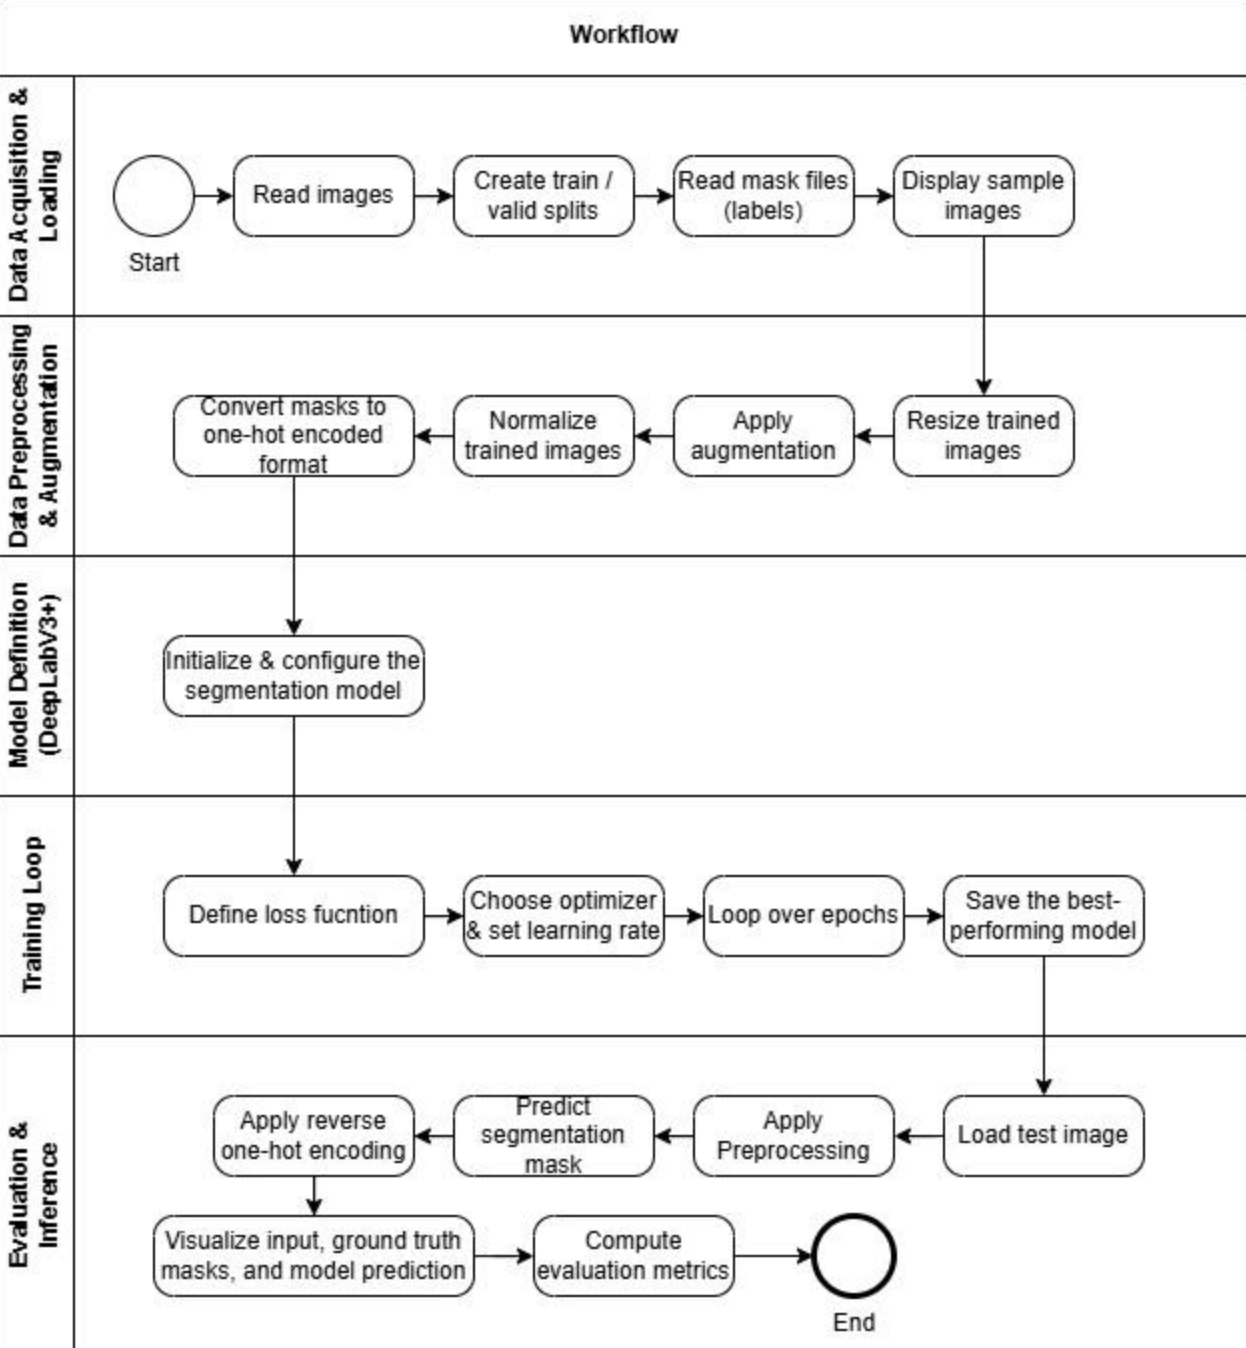 Workflow
Data Acquisition &
Loading
Read images
Create train /
valid splits
Read mask files
(labels)
Display sample
images
Start
Data Preprocessing
& Augmentation
Convert masks to
one-hot encoded
format
Normalize
trained images
Apply
augmentation
Resize trained
images
Model Definition
(DeepLabV3+)
Initialize & configure the
segmentation model
Training Loop
Define loss fucntion
Choose optimizer
& set learning rate
Loop over epochs
Save the best-
performing model
Evaluation &
Inference
Apply reverse
one-hot encoding
Predict
segmentation
mask
Apply
Preprocessing
Load test image
Visualize input, ground truth
masks, and model prediction
Compute
evaluation metrics
End